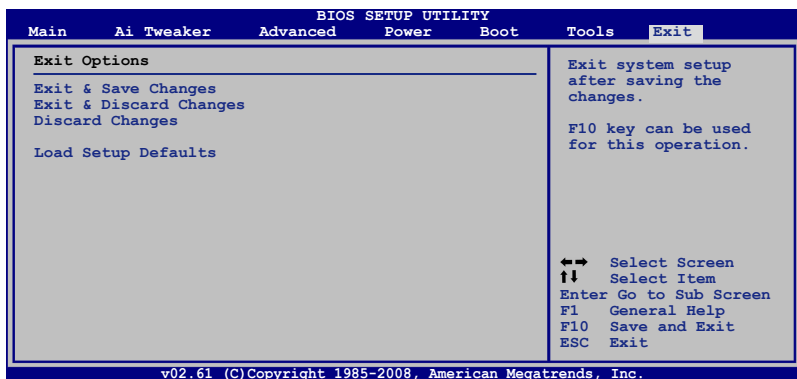 BIOS SETUP UTILITY
Main Ai Tweaker Advanced Power Boot Tools Exit
Exit Options
Exit & Save Changes
Exit & Discard Changes
Discard Changes
Load Setup Defaults
Exit system setup
after saving the
changes.
F10 key can be used
for this operation.
←→ Select Screen
↑↓ Select Item
Enter Go to Sub Screen
F1 General Help
F10 Save and Exit
ESC Exit
v02.61 (C)Copyright 1985-2008, American Megatrends, Inc.